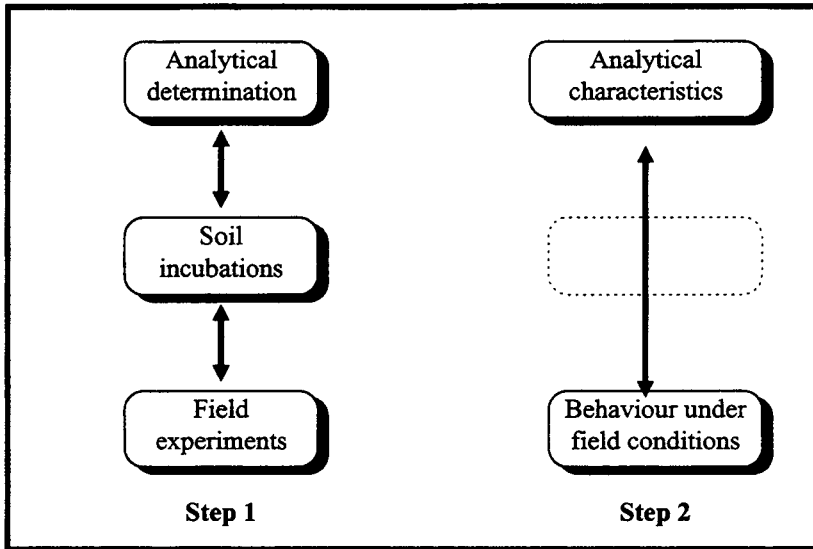 Analytical
determination
Soil
incubations
Field
experiments
Step 1
Analytical
characteristics
Behaviour under
field conditions
Step 2